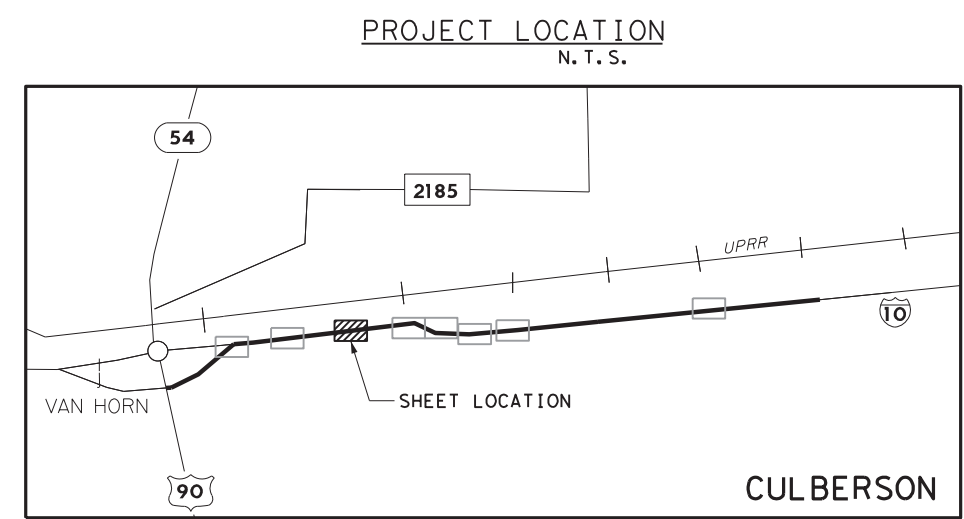 PROJECT LOCATION
N.T.S.
54
2185
UPRR
10
SHEET LOCATION
VAN HORN
90
CULBERSON